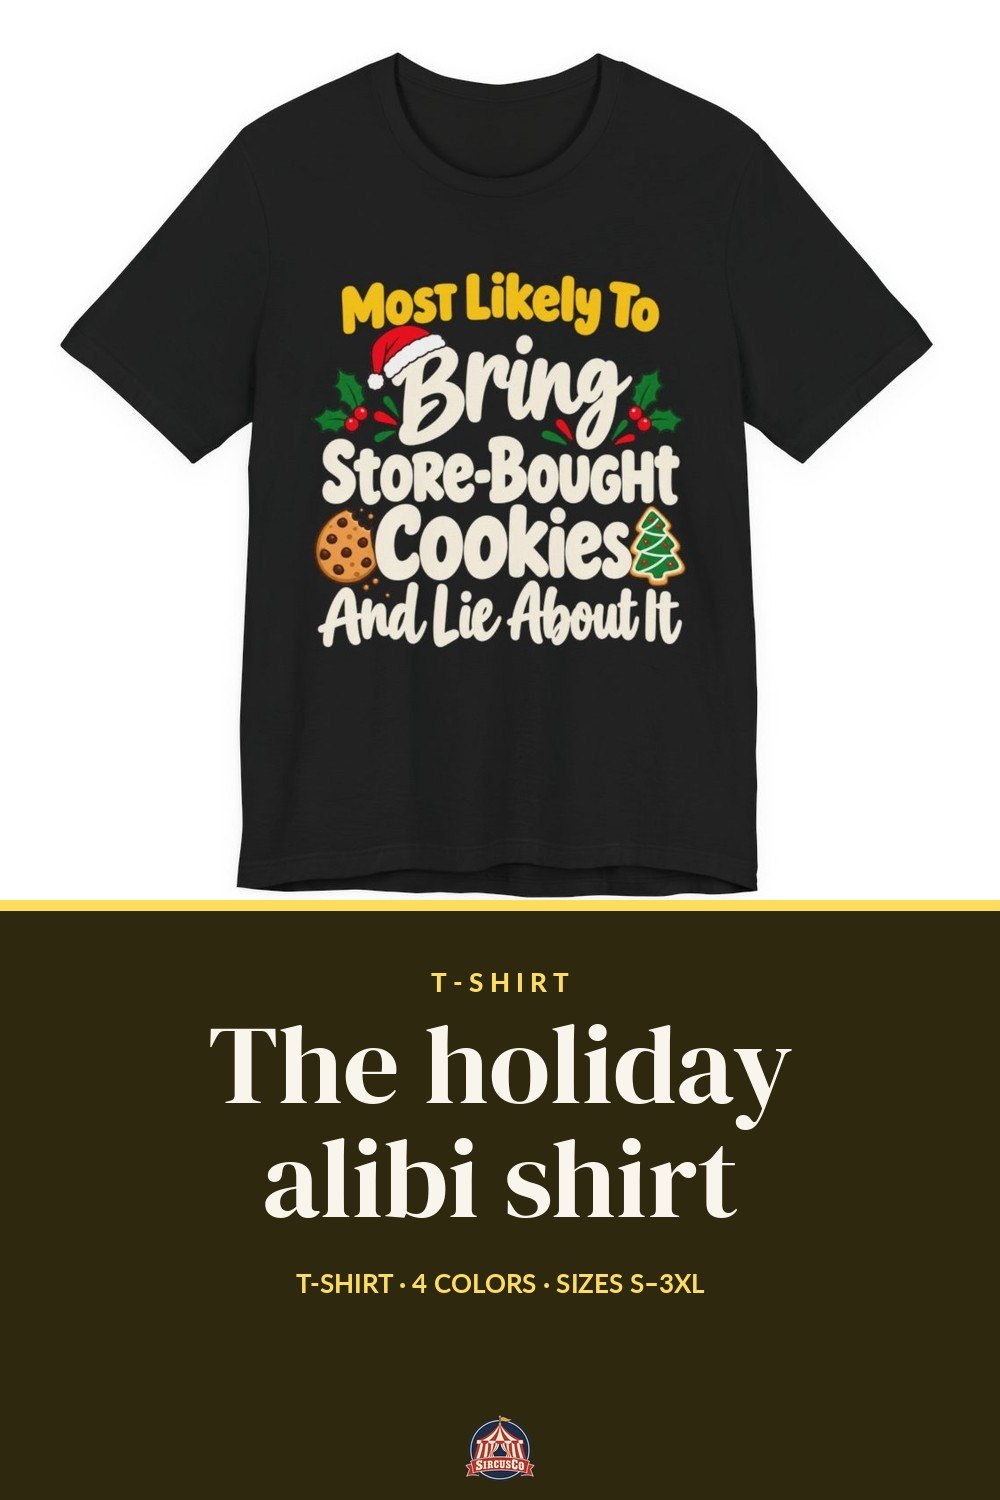 Most Likely To
Bring
Store-Bought
Cookies
And Lie About It
T-SHIRT
The holiday
alibi shirt
T-SHIRT · 4 COLORS · SIZES S–3XL
SIRCUSCO